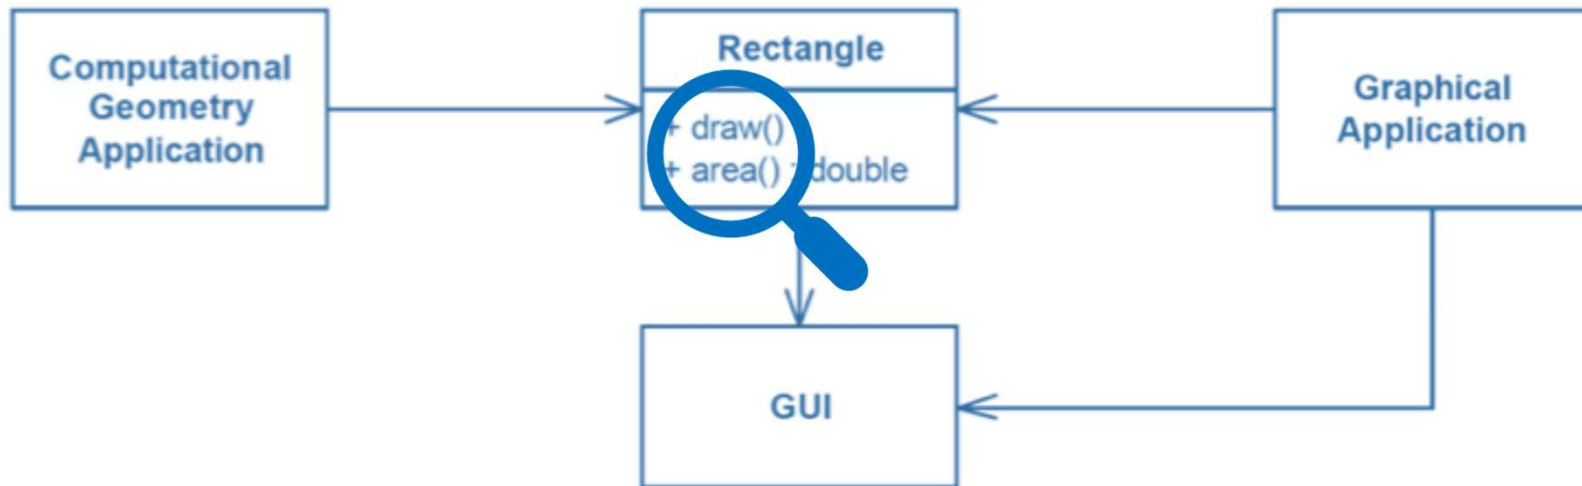 Computational
Geometry
Application
Rectangle
+ draw()
+ area() : double
Graphical
Application
GUI